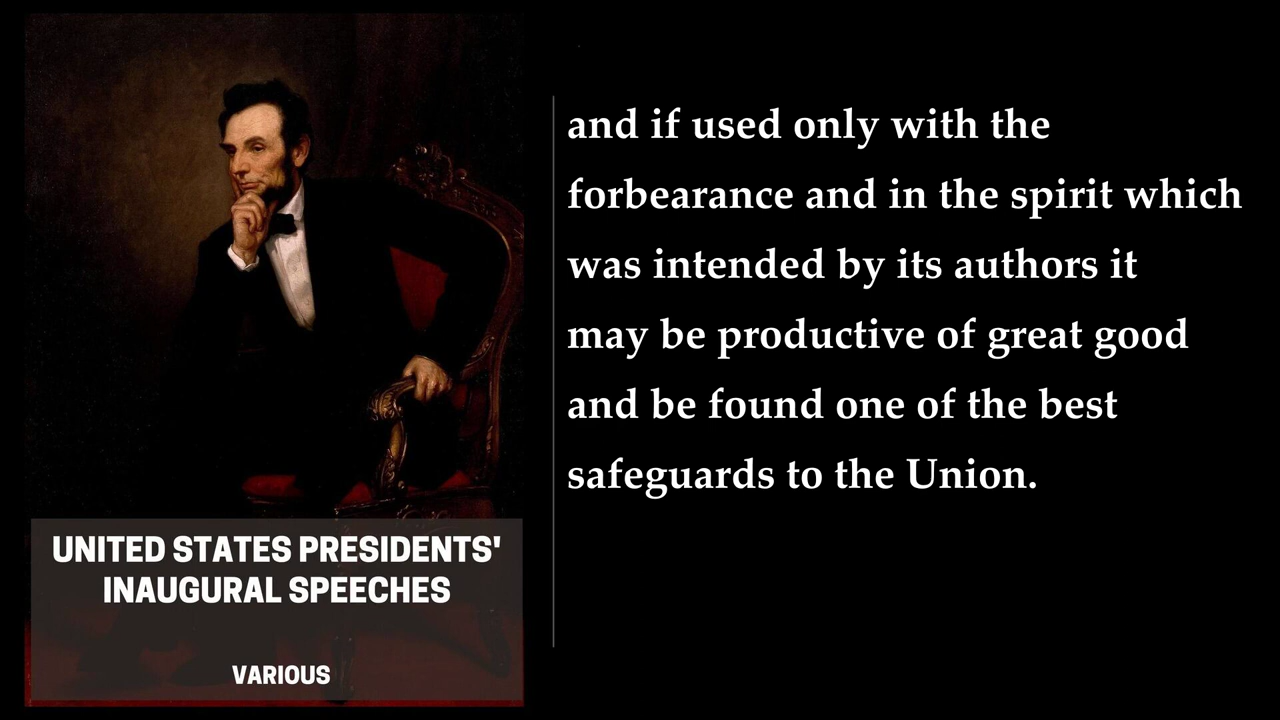 and if used only with the
forbearance and in the spirit which
was intended by its authors it
may be productive of great good
and be found one of the best
safeguards to the Union.
UNITED STATES PRESIDENTS'
INAUGURAL SPEECHES
VARIOUS